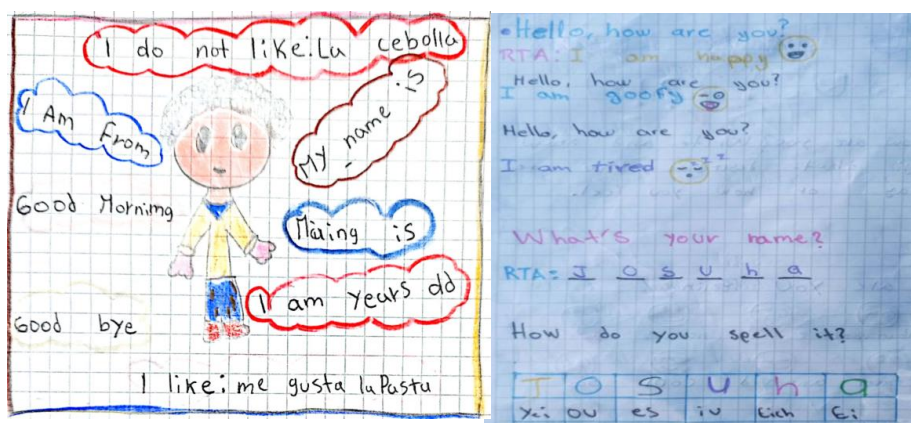 I do not like: La cebolla
I Am From
My name is
Good Morning
Maing is
I am years old
Good bye
I like: me gusta la Pasta
Hello, how are you?
RTA: I am happy
Hello, how are you?
I am goofy
Hello, how are you?
I am tired
z z z
What's your name?
RTA: J O S U h a
How do you spell it?
J O S U h a
Yei OU es iu Eich Ei